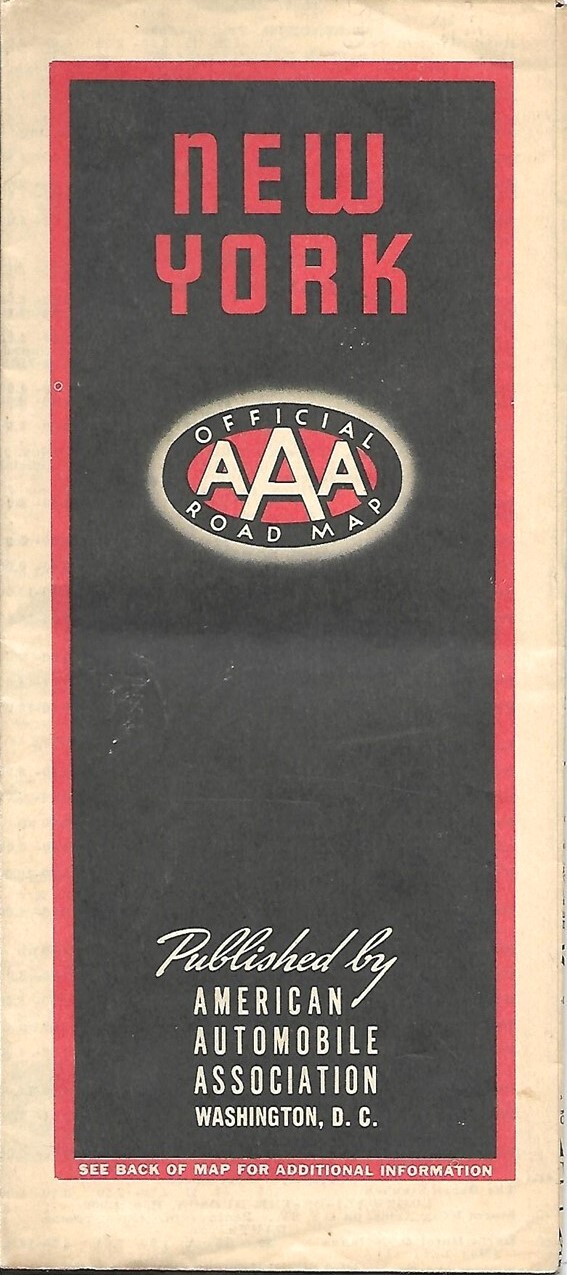 NEW
YORK
OFFICIAL
AAA
ROAD MAP
Published by
AMERICAN
AUTOMOBILE
ASSOCIATION
WASHINGTON, D. C.
SEE BACK OF MAP FOR ADDITIONAL INFORMATION